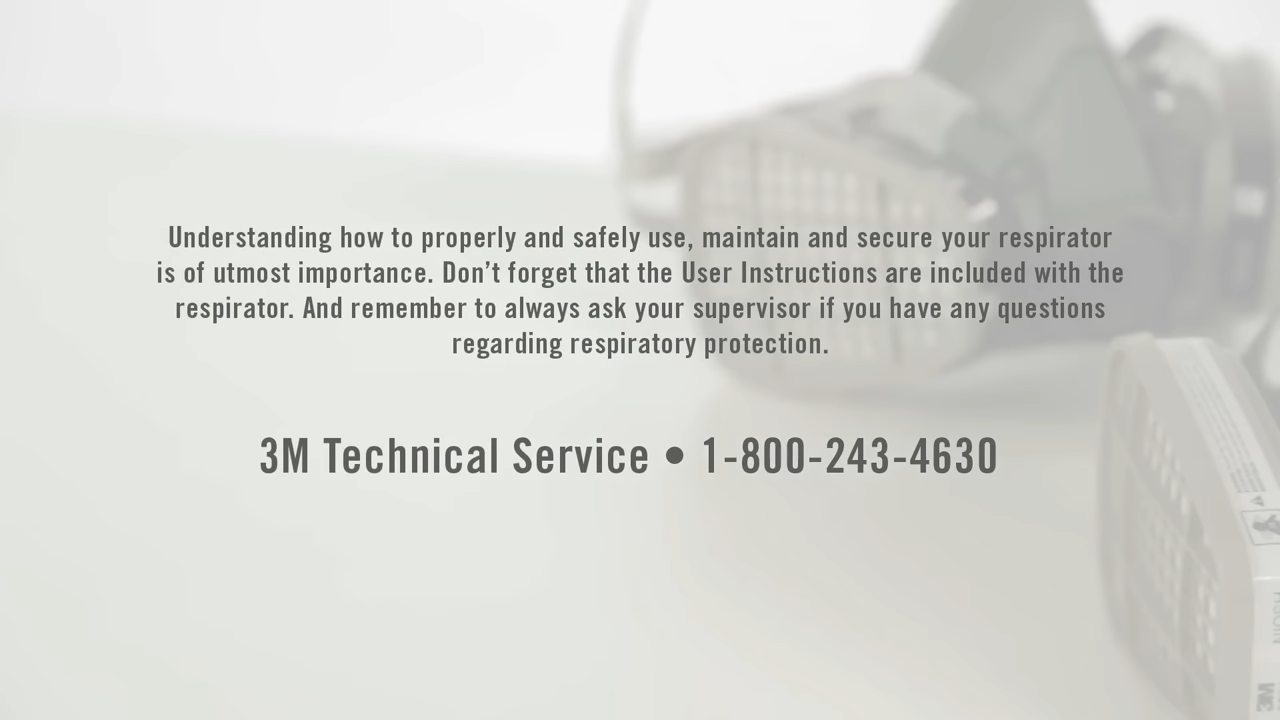 Understanding how to properly and safely use, maintain and secure your respirator
is of utmost importance. Don’t forget that the User Instructions are included with the
respirator. And remember to always ask your supervisor if you have any questions
regarding respiratory protection.
3M Technical Service • 1-800-243-4630
3M